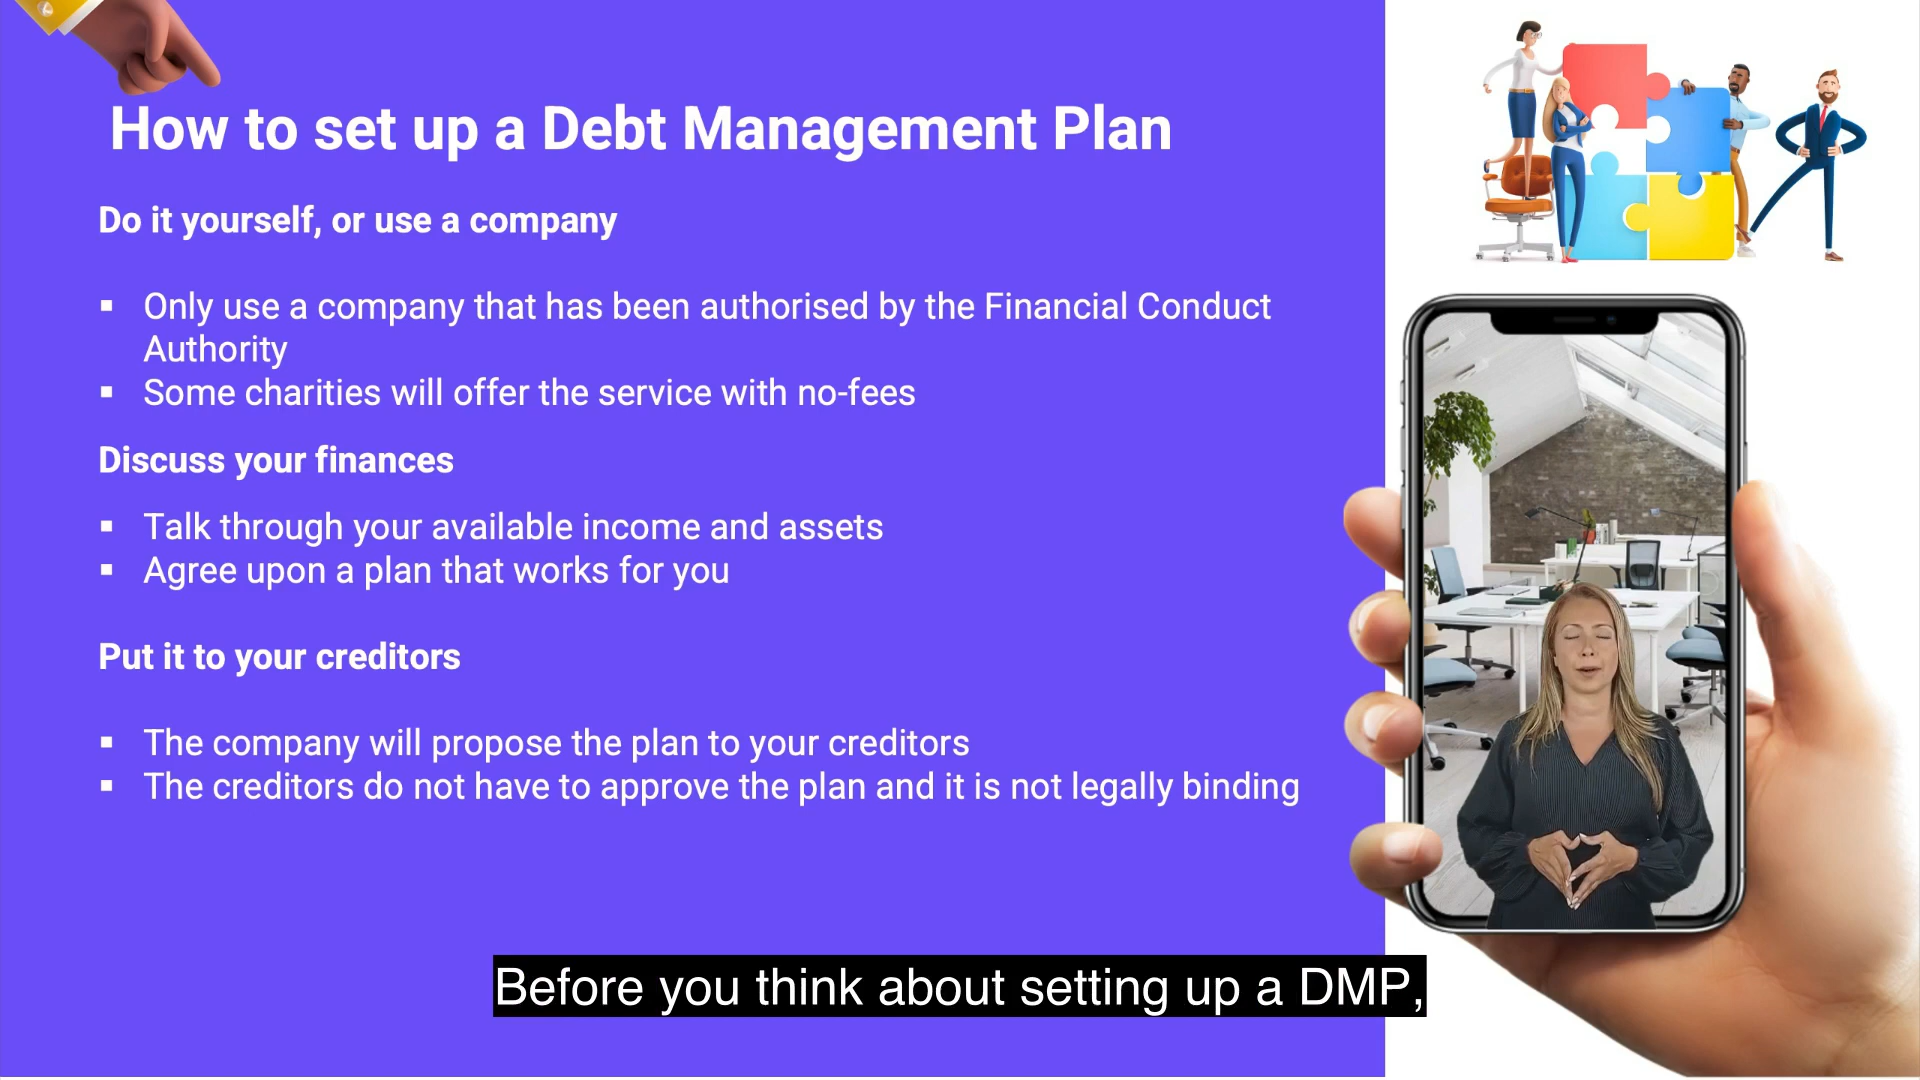 How to set up a Debt Management Plan
Do it yourself, or use a company
▪ Only use a company that has been authorised by the Financial Conduct
Authority
▪ Some charities will offer the service with no-fees
Discuss your finances
▪ Talk through your available income and assets
▪ Agree upon a plan that works for you
Put it to your creditors
▪ The company will propose the plan to your creditors
▪ The creditors do not have to approve the plan and it is not legally binding
Before you think about setting up a DMP,